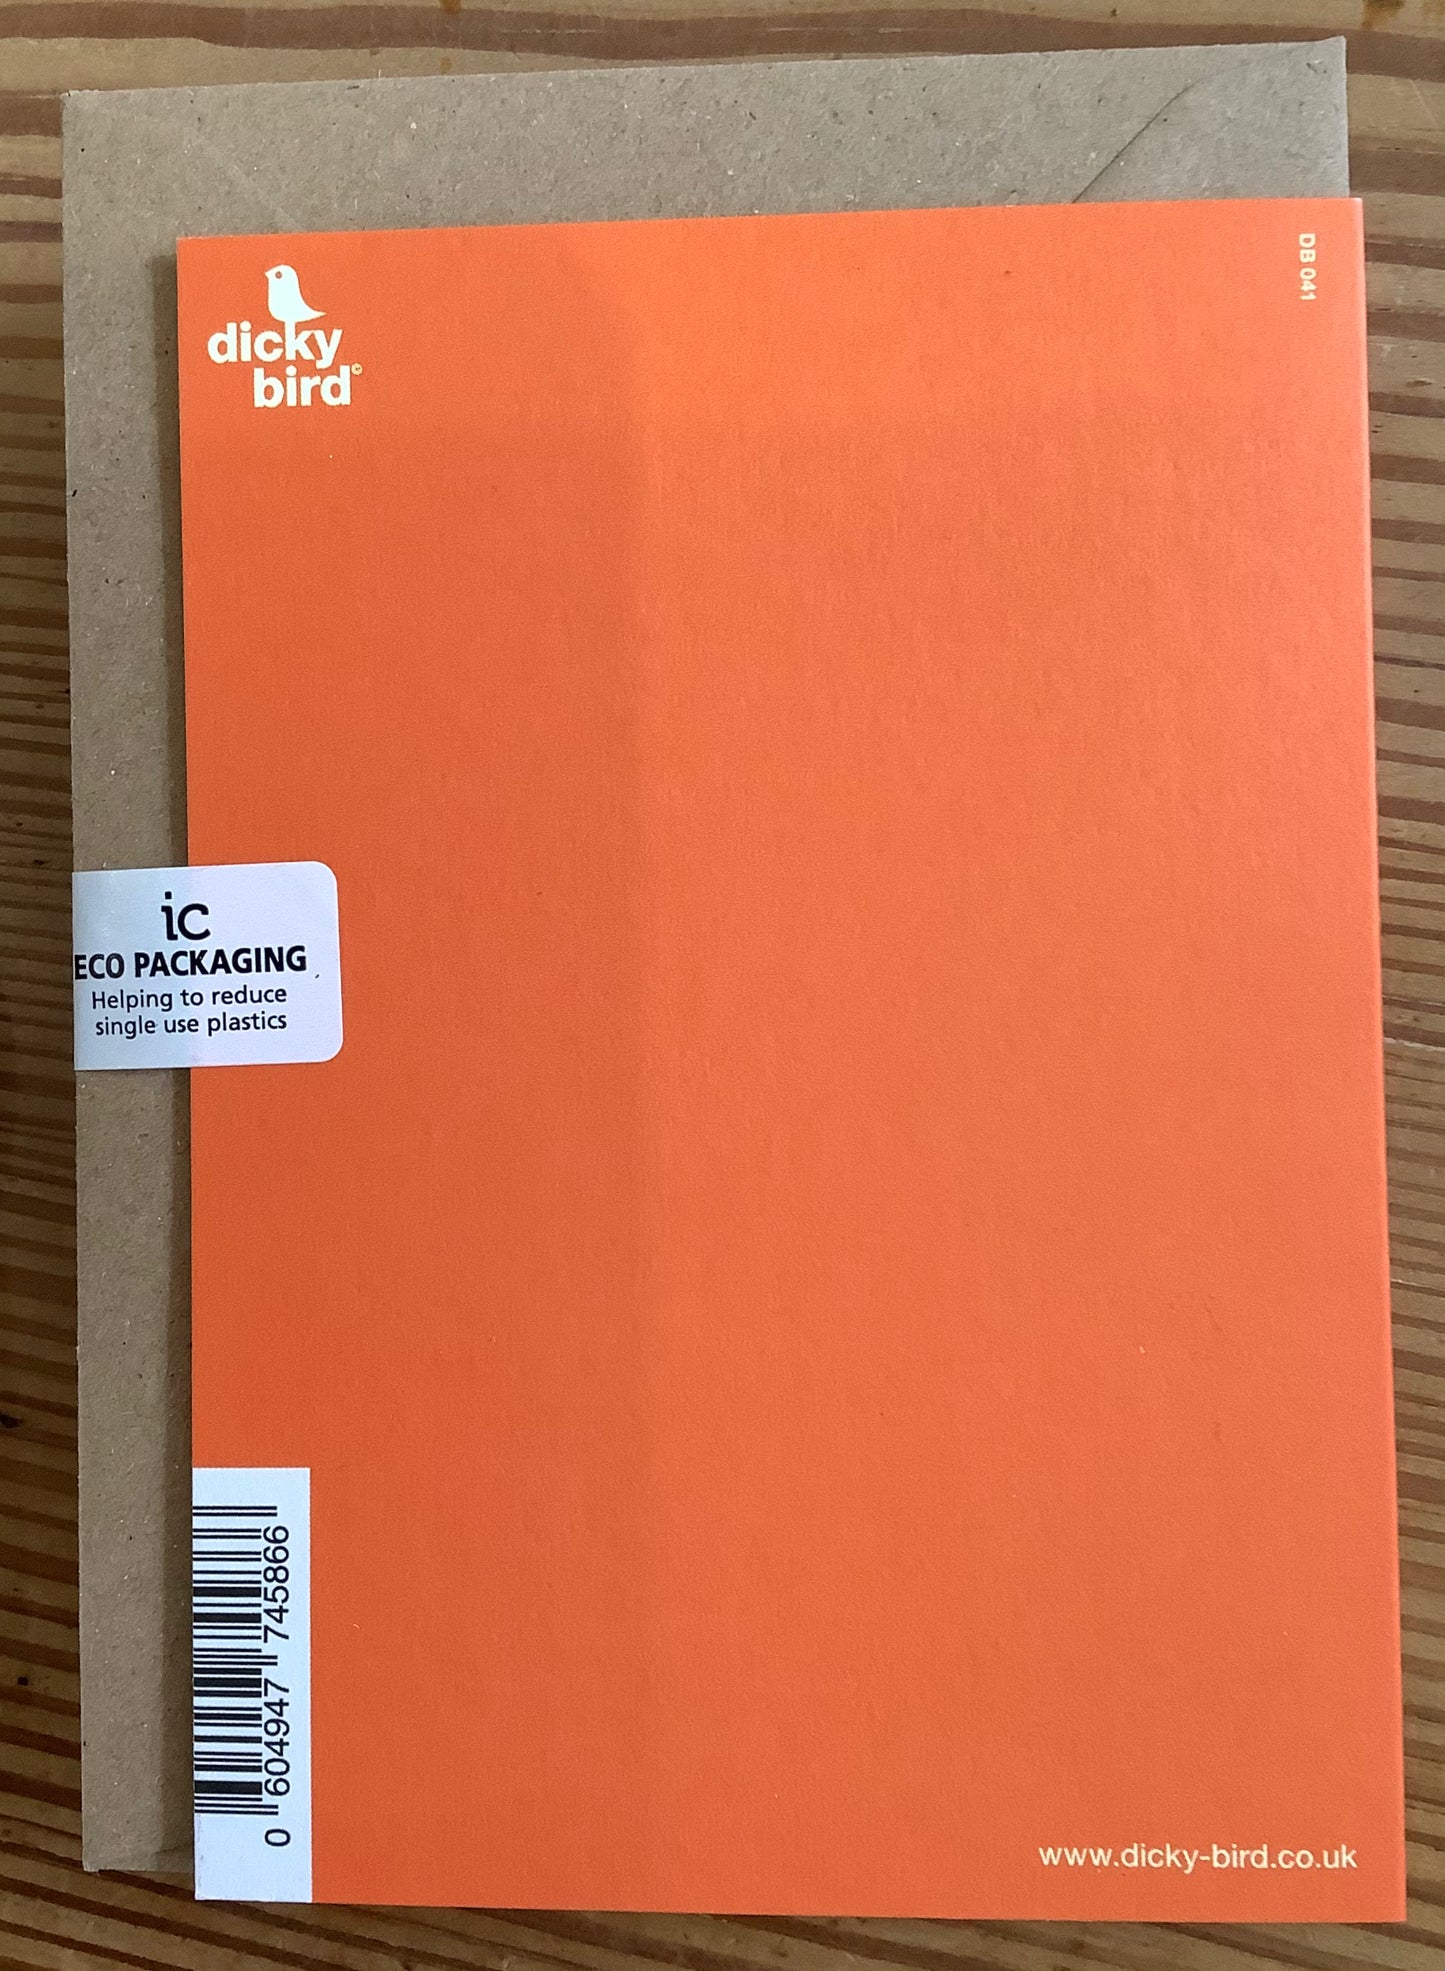 dicky
bird©
DB 041
ic
ECO PACKAGING
Helping to reduce
single use plastics
0 604947 745866
www.dicky-bird.co.uk